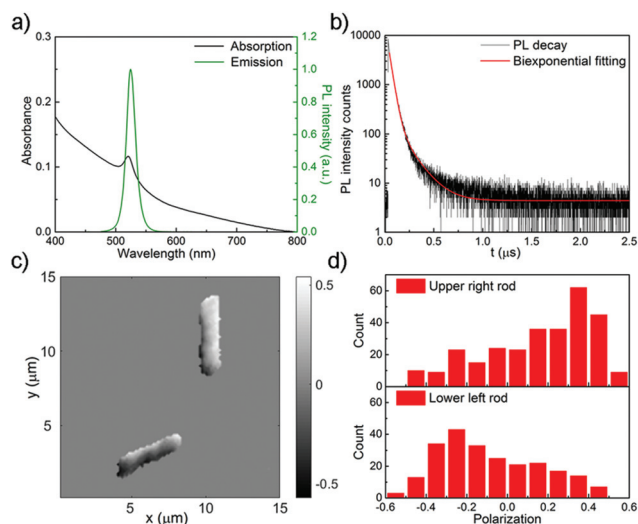 a)
Absorption
Emission
Absorbance
0.3
0.2
0.1
0.0
400 500 600 700 800
Wavelength (nm)
1.2
1.0
0.8
0.6
0.4
0.2
0.0
PL intensity (a.u.)
b)
PL decay
Biexponential fitting
PL intensity counts
10000
1000
100
10
1
0.0 0.5 1.0 1.5 2.0 2.5
t (μs)
c)
y (μm)
15
10
5
5 10 15
x (μm)
0.5
0
-0.5
d)
Upper right rod
Count
60
40
20
0
Lower left rod
Count
60
40
20
0
-0.6 -0.4 -0.2 0.0 0.2 0.4 0.6
Polarization